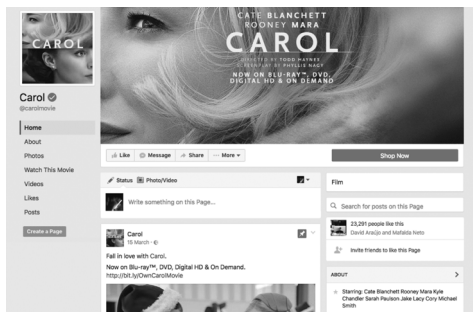 CAROL
CATE BLANCHETT
ROONEY MARA
CAROL
DIRECTED BY TODD HAYNES
SCREENPLAY BY PHYLLIS NAGY
NOW ON BLU-RAY™, DVD,
DIGITAL HD & ON DEMAND
Carol
@carolmovie
Home
About
Photos
Watch This Movie
Videos
Likes
Posts
Create a Page
Like
Message
Share
More
Shop Now
Status
Photo/Video
Write something on this Page...
Carol
15 March
Fall in love with Carol.
Now on Blu-ray™, DVD, Digital HD & On Demand.
http://bit.ly/OwnCarolMovie
Film
Search for posts on this Page
23,291 people like this
David Araújo and Mafalda Neto
Invite friends to like this Page
ABOUT
Starring: Cate Blanchett Rooney Mara Kyle
Chandler Sarah Paulson Jake Lacy Cory Michael
Smith